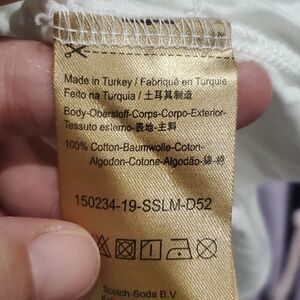 Made in Turkey / Fabriqué en Turquie
Feito na Turquia / 土耳其制造
Body-Oberstoff-Corps-Corpo-Exterior-
Tessuto esterno-表地-主料
100% Cotton-Baumwolle-Coton-
Algodon-Cotone-Algodão-綿-棉
150234-19-SSLM-D52
Scotch-Soda B.V